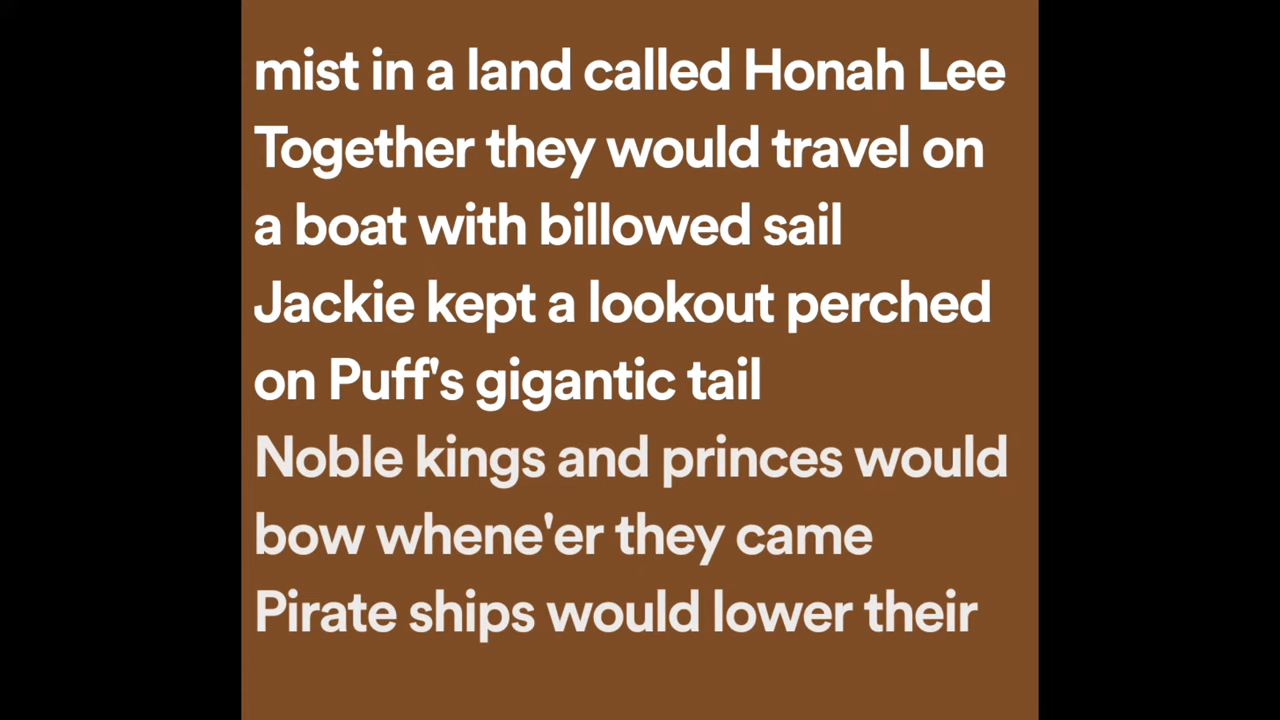 mist in a land called Honah Lee
Together they would travel on
a boat with billowed sail
Jackie kept a lookout perched
on Puff's gigantic tail
Noble kings and princes would
bow whene'er they came
Pirate ships would lower their